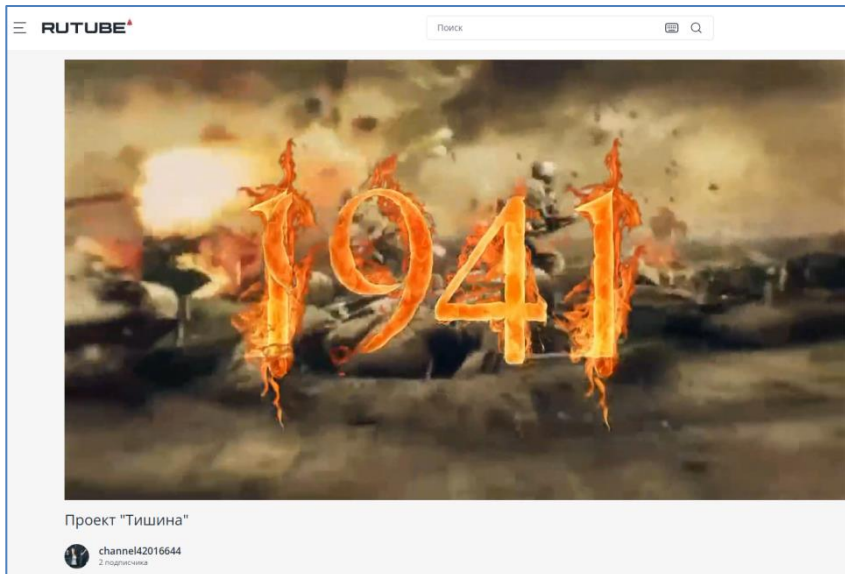 RUTUBE
Поиск
1941
Проект "Тишина"
channel42016644
2 подписчика